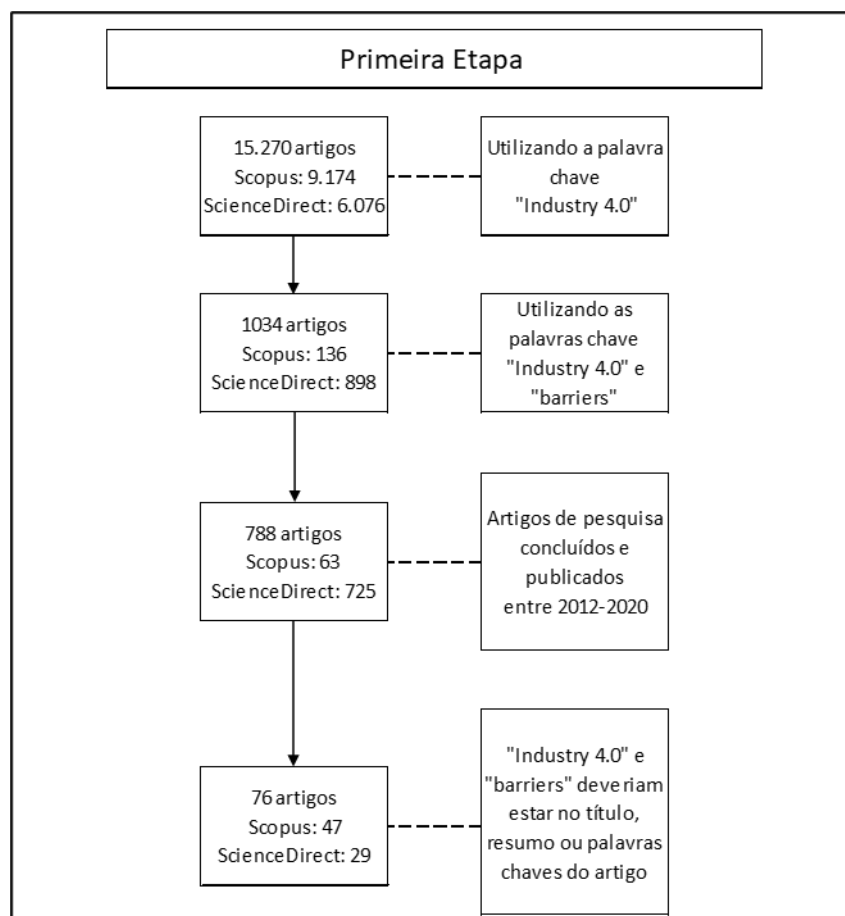 Primeira Etapa
15.270 artigos
Scopus: 9.174
ScienceDirect: 6.076
Utilizando a palavra
chave
"Industry 4.0"
1034 artigos
Scopus: 136
ScienceDirect: 898
Utilizando as
palavras chave
"Industry 4.0" e
"barriers"
788 artigos
Scopus: 63
ScienceDirect: 725
Artigos de pesquisa
concluídos e
publicados
entre 2012-2020
76 artigos
Scopus: 47
ScienceDirect: 29
"Industry 4.0" e
"barriers" deveriam
estar no título,
resumo ou palavras
chaves do artigo